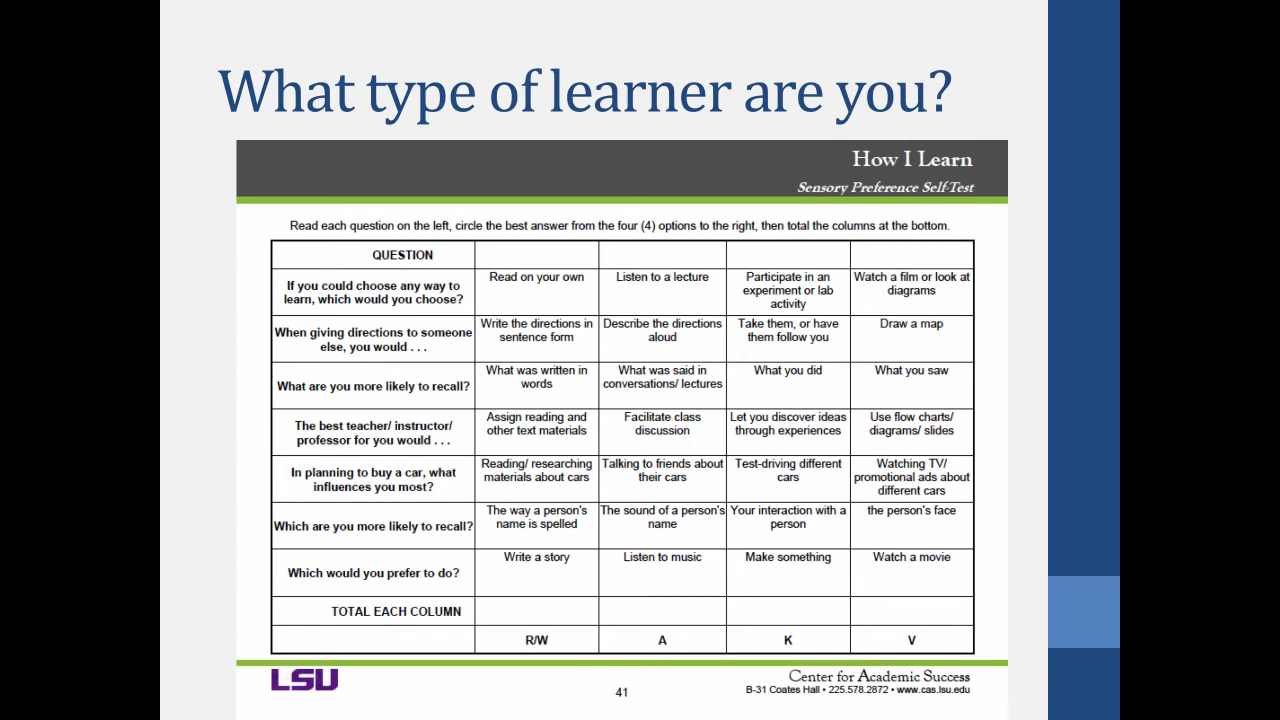 What type of learner are you?
How I Learn
Sensory Preference Self-Test
Read each question on the left, circle the best answer from the four (4) options to the right, then total the columns at the bottom.
QUESTION
If you could choose any way to
learn, which would you choose?
Read on your own
Listen to a lecture
Participate in an
experiment or lab
activity
Watch a film or look at
diagrams
When giving directions to someone
else, you would . . .
Write the directions in
sentence form
Describe the directions
aloud
Take them, or have
them follow you
Draw a map
What are you more likely to recall?
What was written in
words
What was said in
conversations/ lectures
What you did
What you saw
The best teacher/ instructor/
professor for you would . . .
Assign reading and
other text materials
Facilitate class
discussion
Let you discover ideas
through experiences
Use flow charts/
diagrams/ slides
In planning to buy a car, what
influences you most?
Reading/ researching
materials about cars
Talking to friends about
their cars
Test-driving different
cars
Watching TV/
promotional ads about
different cars
Which are you more likely to recall?
The way a person's
name is spelled
The sound of a person's
name
Your interaction with a
person
the person's face
Which would you prefer to do?
Write a story
Listen to music
Make something
Watch a movie
TOTAL EACH COLUMN
R/W
A
K
V
LSU
41
Center for Academic Success
B-31 Coates Hall • 225.578.2872 • www.cas.lsu.edu